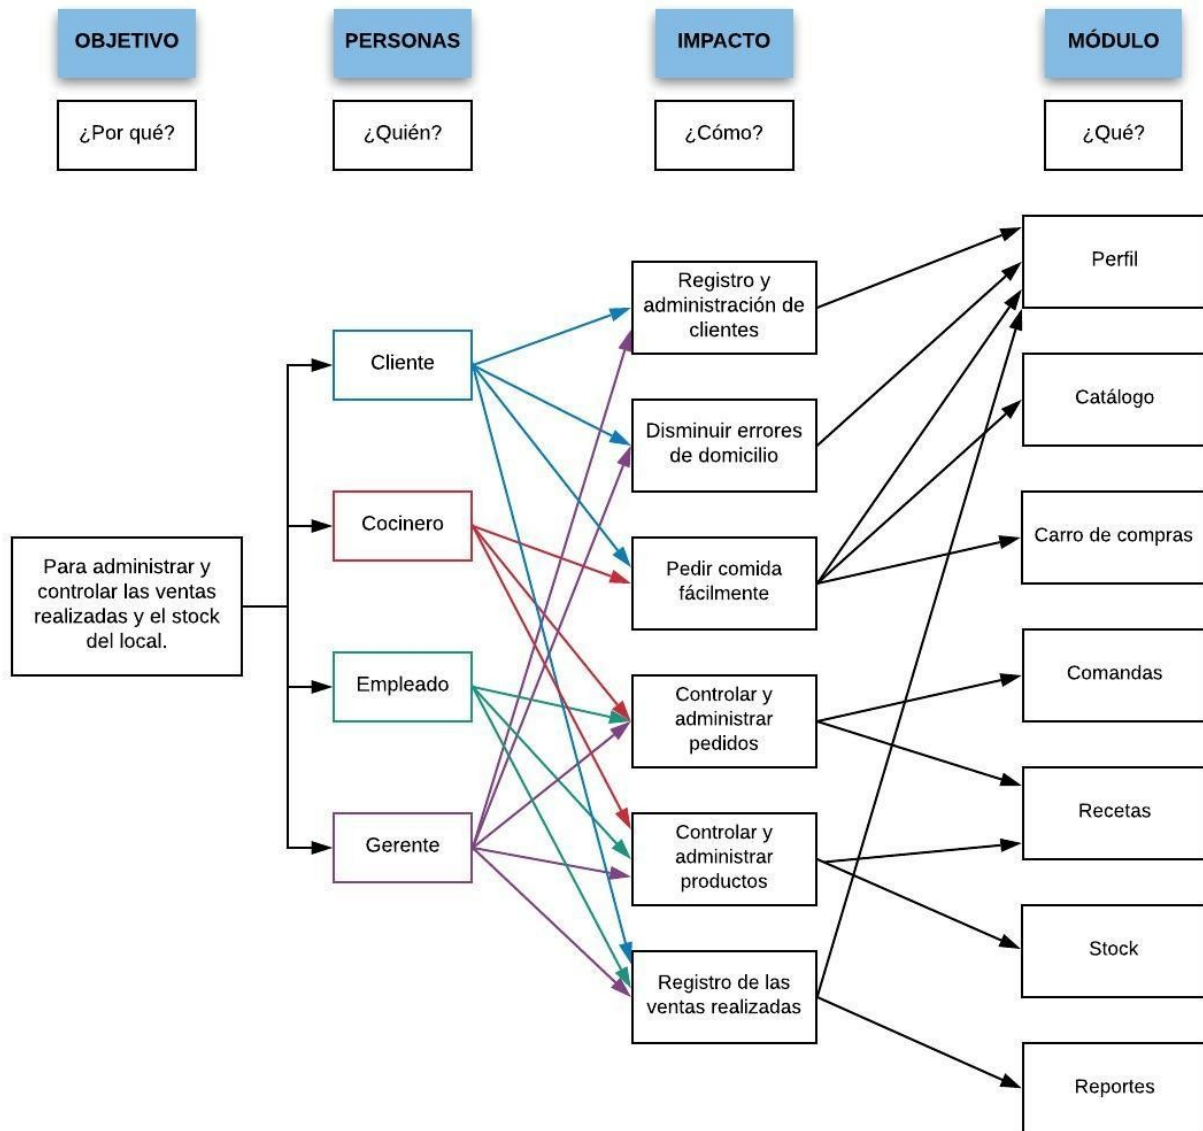 OBJETIVO
PERSONAS
IMPACTO
MÓDULO
¿Por qué?
¿Quién?
¿Cómo?
¿Qué?
Para administrar y
controlar las ventas
realizadas y el stock
del local.
Cliente
Cocinero
Empleado
Gerente
Registro y
administración de
clientes
Disminuir errores
de domicilio
Pedir comida
fácilmente
Controlar y
administrar
pedidos
Controlar y
administrar
productos
Registro de las
ventas realizadas
Perfil
Catálogo
Carro de compras
Comandas
Recetas
Stock
Reportes